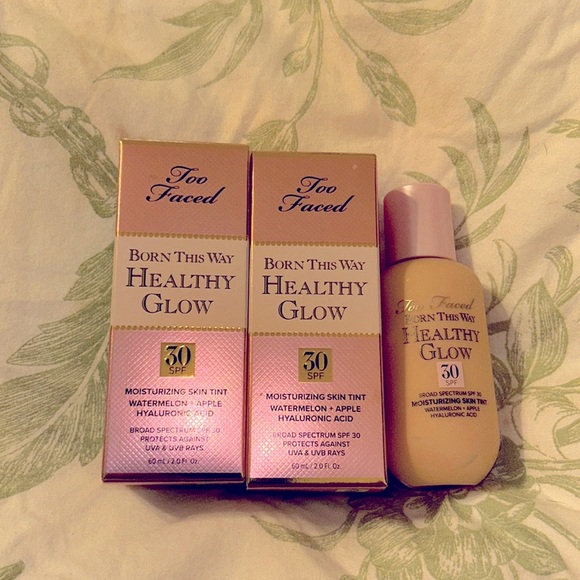 Too
Faced
BORN THIS WAY
HEALTHY
GLOW
30
SPF
MOISTURIZING SKIN TINT
WATERMELON + APPLE
HYALURONIC ACID
BROAD SPECTRUM SPF 30
PROTECTS AGAINST
UVA & UVB RAYS
60 mL / 2.0 Fl. Oz.
Too
Faced
BORN THIS WAY
HEALTHY
GLOW
30
SPF
MOISTURIZING SKIN TINT
WATERMELON + APPLE
HYALURONIC ACID
BROAD SPECTRUM SPF 30
PROTECTS AGAINST
UVA & UVB RAYS
60 mL / 2.0 Fl. Oz.
Too Faced
BORN THIS WAY
HEALTHY
GLOW
30
SPF
BROAD SPECTRUM SPF 30
MOISTURIZING SKIN TINT
WATERMELON + APPLE
HYALURONIC ACID